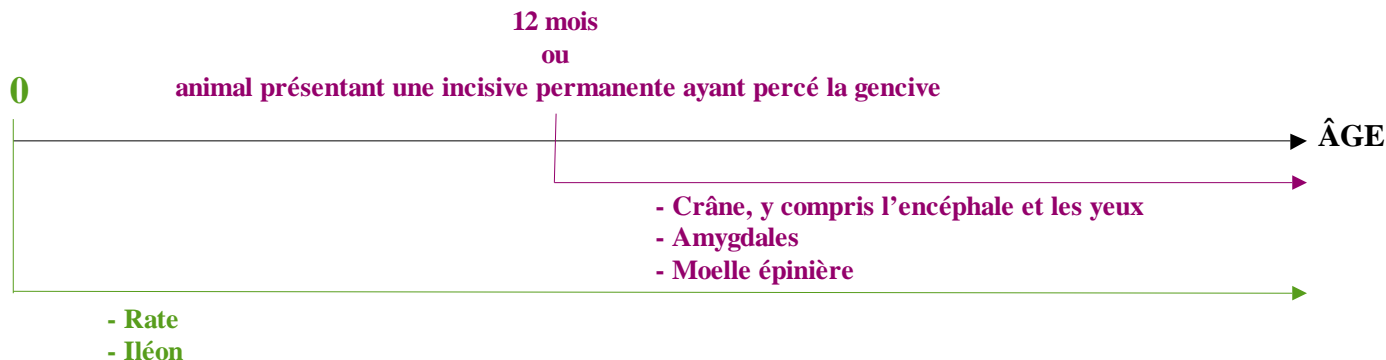 12 mois
ou
animal présentant une incisive permanente ayant percé la gencive
0
ÂGE
- Crâne, y compris l’encéphale et les yeux
- Amygdales
- Moelle épinière
- Rate
- Iléon